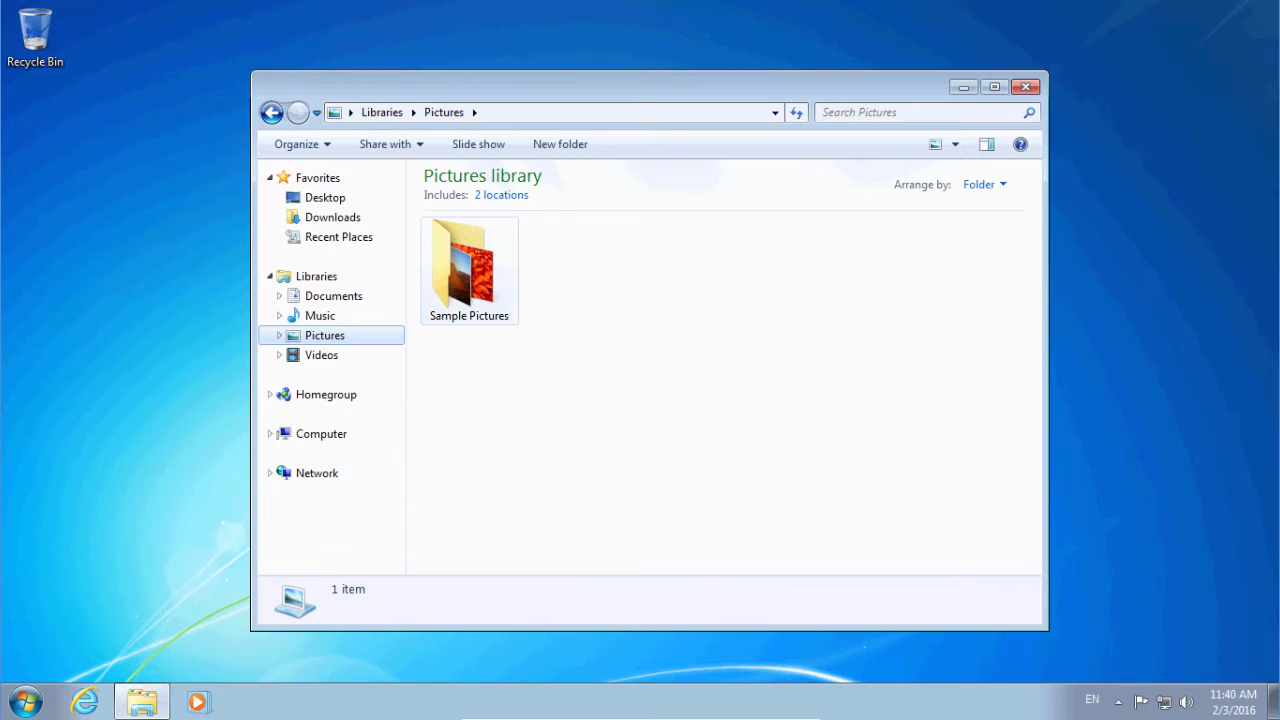 Recycle Bin
Libraries Pictures
Search Pictures
Organize Share with Slide show New folder
Favorites
Desktop
Downloads
Recent Places
Libraries
Documents
Music
Pictures
Videos
Homegroup
Computer
Network
Pictures library
Includes: 2 locations
Arrange by: Folder
Sample Pictures
1 item
EN
11:40 AM
2/3/2016